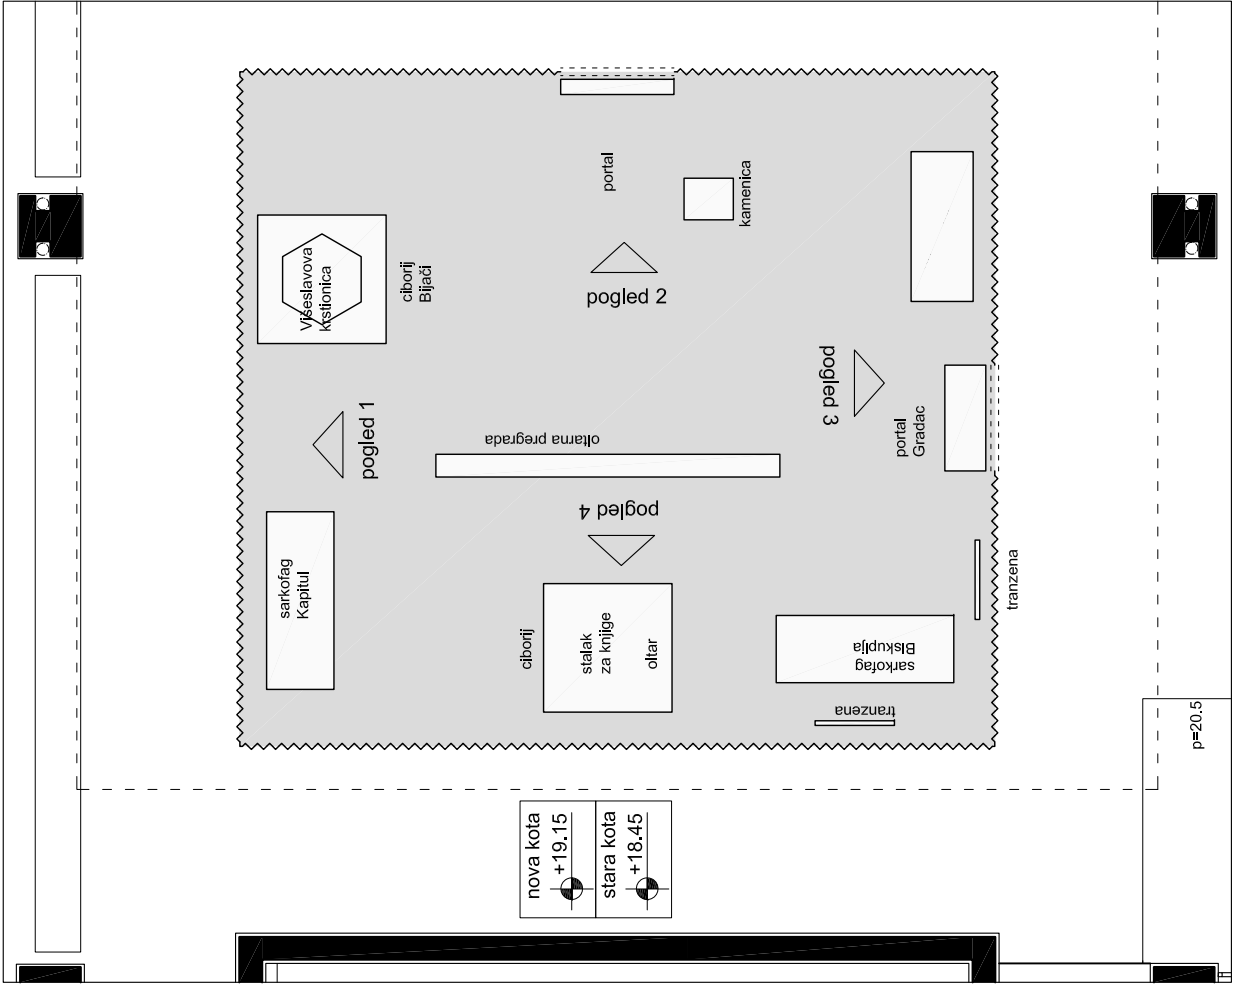 portal
kamenica
Višeslavova
krstionica
ciborij
Bijaći
pogled 2
pogled 3
portal
Gradac
pogled 1
oltarna pregrada
pogled 4
sarkofag
Kapitul
ciborij
stalak
za knjige
oltar
sarkofag
Biskupija
tranzena
tranzena
p=20.5
nova kota
+19.15
stara kota
+18.45